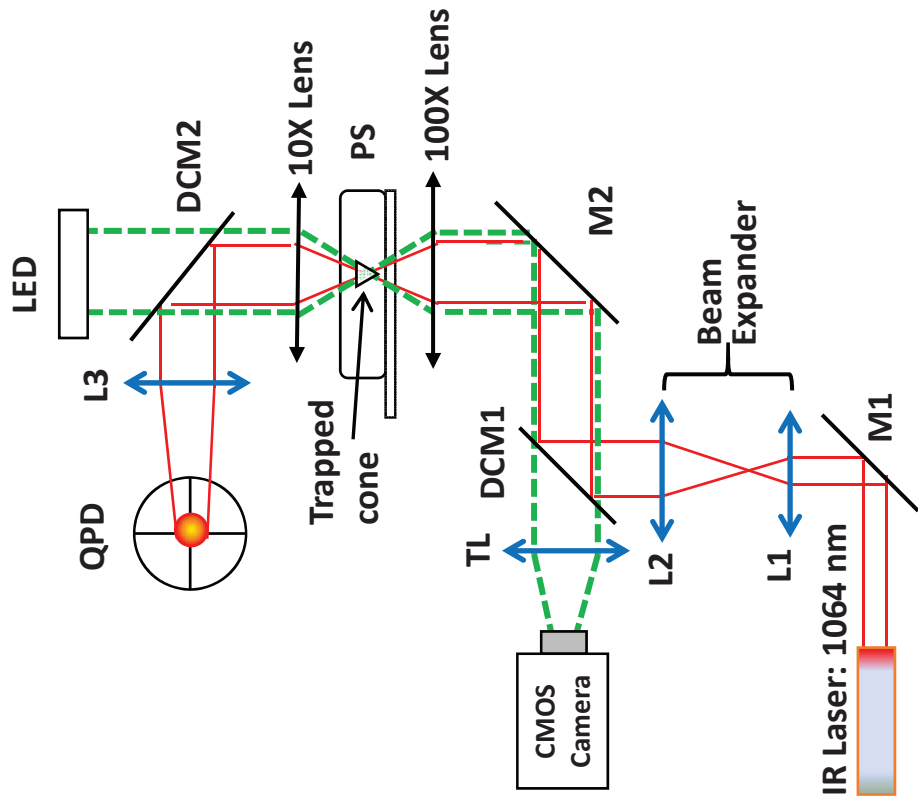 LED
DCM2
10X Lens
PS
100X Lens
L3
QPD
Trapped
cone
M2
DCM1
TL
CMOS
Camera
Beam
Expander
L2
L1
M1
IR Laser: 1064 nm